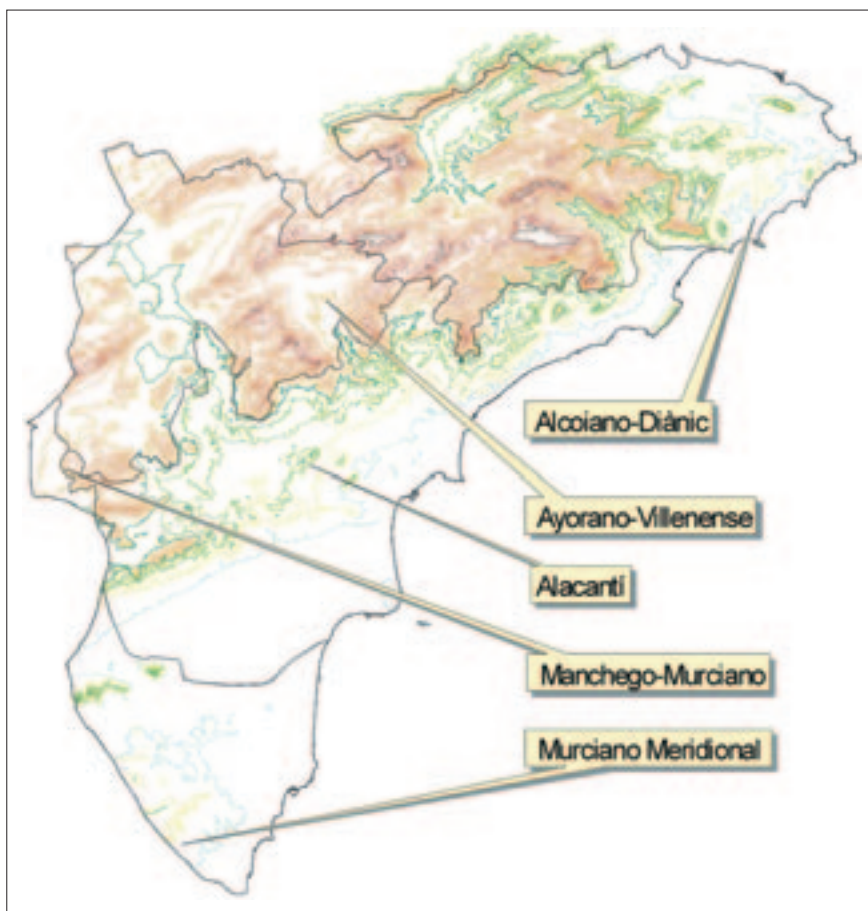 Alcoiano-Diànic
Ayorano-Villenense
Alacantí
Manchego-Murciano
Murciano Meridional